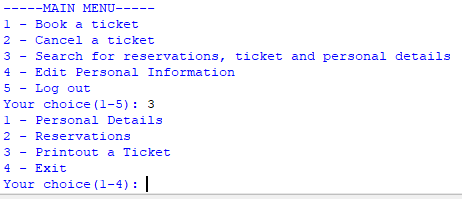 -----MAIN MENU-----
1 - Book a ticket
2 - Cancel a ticket
3 - Search for reservations, ticket and personal details
4 - Edit Personal Information
5 - Log out
Your choice(1-5): 3
1 - Personal Details
2 - Reservations
3 - Printout a Ticket
4 - Exit
Your choice(1-4):